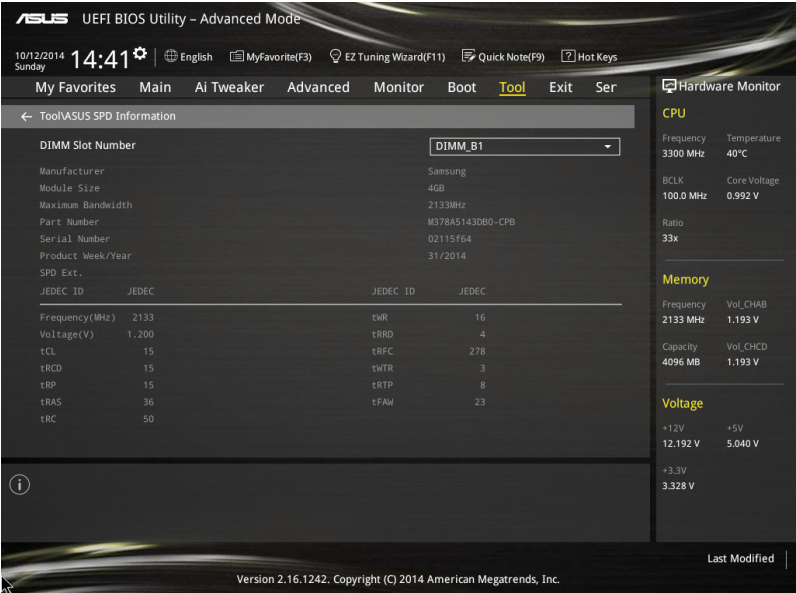 ASUS UEFI BIOS Utility – Advanced Mode
10/12/2014
Sunday
14:41
English MyFavorite(F3) EZ Tuning Wizard(F11) Quick Note(F9) ? Hot Keys
My Favorites Main Ai Tweaker Advanced Monitor Boot Tool Exit Ser
← Tool\ASUS SPD Information
DIMM Slot Number DIMM_B1
Manufacturer Samsung
Module Size 4GB
Maximum Bandwidth 2133MHz
Part Number M378A5143DB0-CPB
Serial Number 02115f64
Product Week/Year 31/2014
SPD Ext.
JEDEC ID JEDEC JEDEC ID JEDEC
Frequency(MHz) 2133 tWR 16
Voltage(V) 1.200 tRRD 4
tCL 15 tRFC 278
tRCD 15 tWTR 3
tRP 15 tRTP 8
tRAS 36 tFAW 23
tRC 50
Hardware Monitor
CPU
Frequency Temperature
3300 MHz 40°C
BCLK Core Voltage
100.0 MHz 0.992 V
Ratio
33x
Memory
Frequency Vol_CHAB
2133 MHz 1.193 V
Capacity Vol_CHCD
4096 MB 1.193 V
Voltage
+12V +5V
12.192 V 5.040 V
+3.3V
3.328 V
i
Last Modified
Version 2.16.1242. Copyright (C) 2014 American Megatrends, Inc.